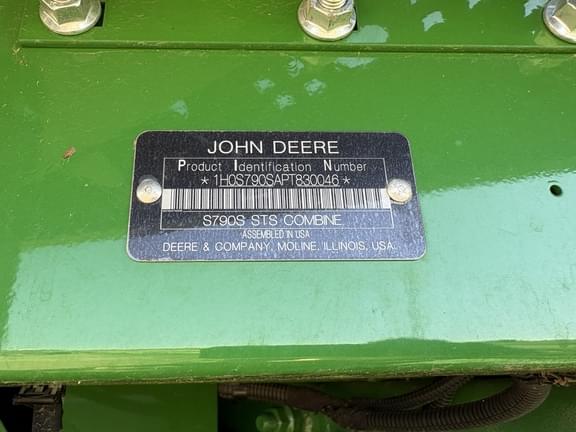 JOHN DEERE
Product Identification Number
* 1H0S790SAPT830046 *
S790S STS COMBINE
ASSEMBLED IN USA
DEERE & COMPANY, MOLINE, ILLINOIS, USA.